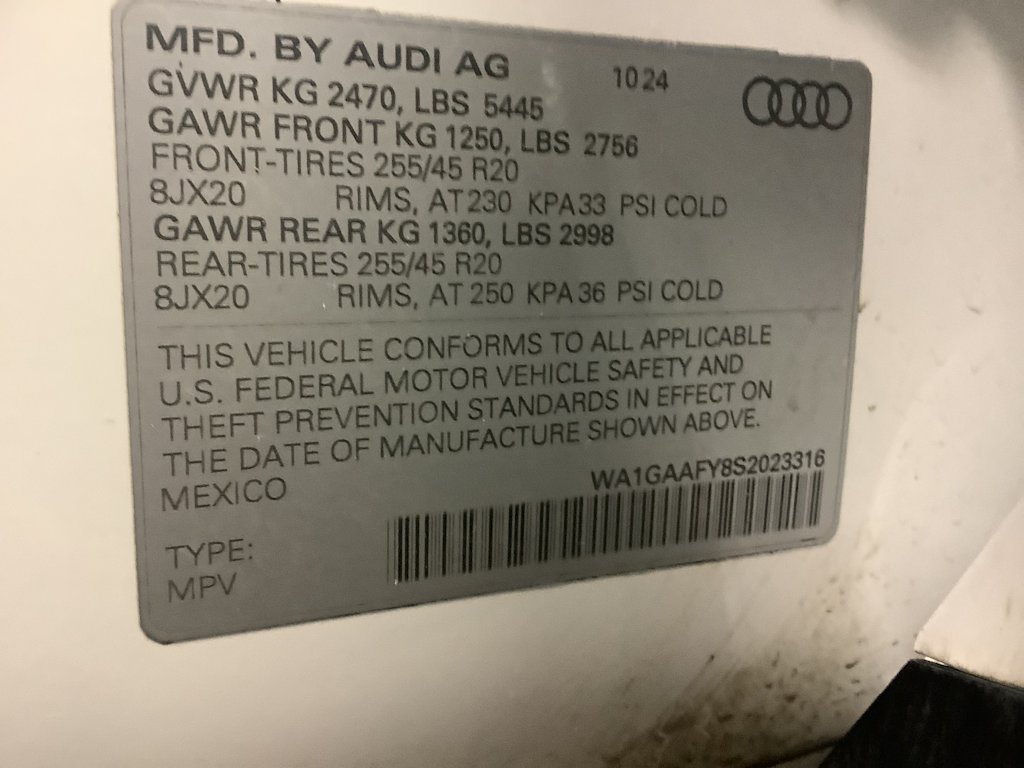 MFD. BY AUDI AG 10 24
GVWR KG 2470, LBS 5445
GAWR FRONT KG 1250, LBS 2756
FRONT-TIRES 255/45 R20
8JX20 RIMS, AT 230 KPA 33 PSI COLD
GAWR REAR KG 1360, LBS 2998
REAR-TIRES 255/45 R20
8JX20 RIMS, AT 250 KPA 36 PSI COLD
THIS VEHICLE CONFORMS TO ALL APPLICABLE
U.S. FEDERAL MOTOR VEHICLE SAFETY AND
THEFT PREVENTION STANDARDS IN EFFECT ON
THE DATE OF MANUFACTURE SHOWN ABOVE.
MEXICO WA1GAAFY8S2023316
TYPE:
MPV